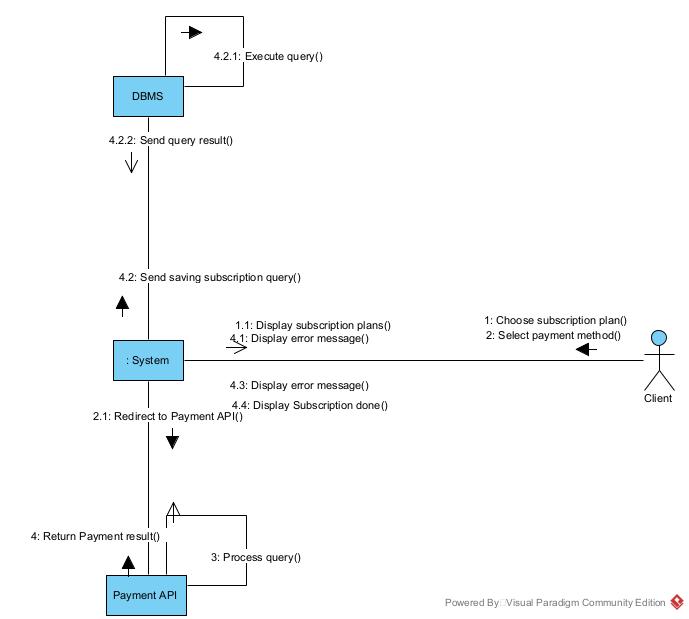 4.2.1: Execute query()
DBMS
4.2.2: Send query result()
4.2: Send saving subscription query()
1.1: Display subscription plans()
4.1: Display error message()
1: Choose subscription plan()
2: Select payment method()
: System
4.3: Display error message()
4.4: Display Subscription done()
Client
2.1: Redirect to Payment API()
4: Return Payment result()
3: Process query()
Payment API
Powered By Visual Paradigm Community Edition